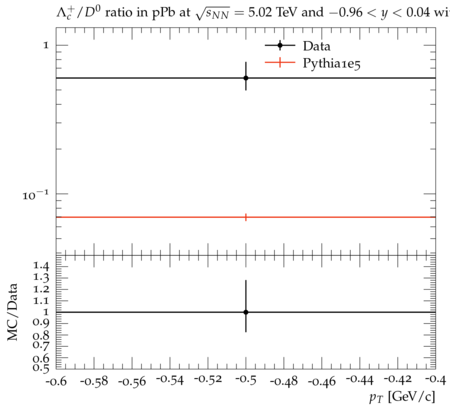 Λc⁺/D⁰ ratio in pPb at √sNN = 5.02 TeV and −0.96 < y < 0.04 wi
1
Data
Pythia1e5
10⁻¹
MC/Data
1.4
1.3
1.2
1.1
1
0.9
0.8
0.7
0.6
0.5
-0.6 -0.58 -0.56 -0.54 -0.52 -0.5 -0.48 -0.46 -0.44 -0.42 -0.4
pT [GeV/c]